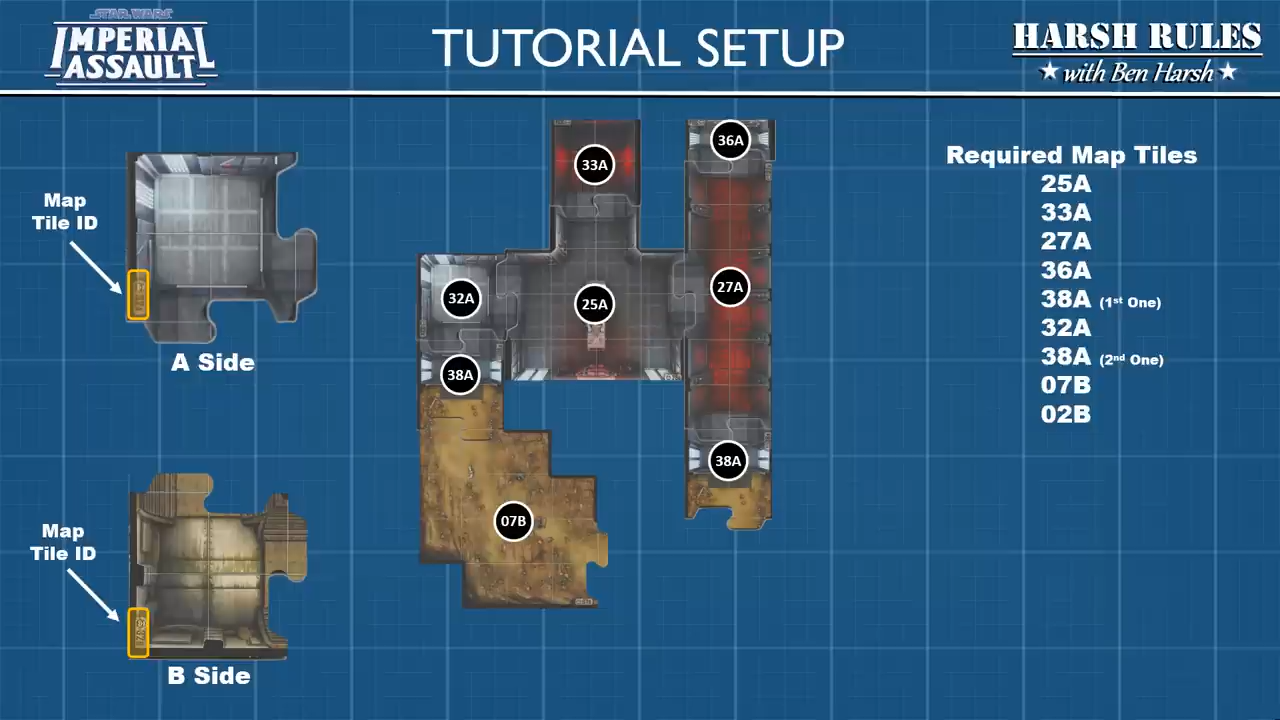 STAR WARS
IMPERIAL
ASSAULT
TUTORIAL SETUP
HARSH RULES
with Ben Harsh
Map
Tile ID
A Side
Map
Tile ID
B Side
33A
36A
32A
25A
27A
38A
38A
07B
Required Map Tiles
25A
33A
27A
36A
38A (1st One)
32A
38A (2nd One)
07B
02B